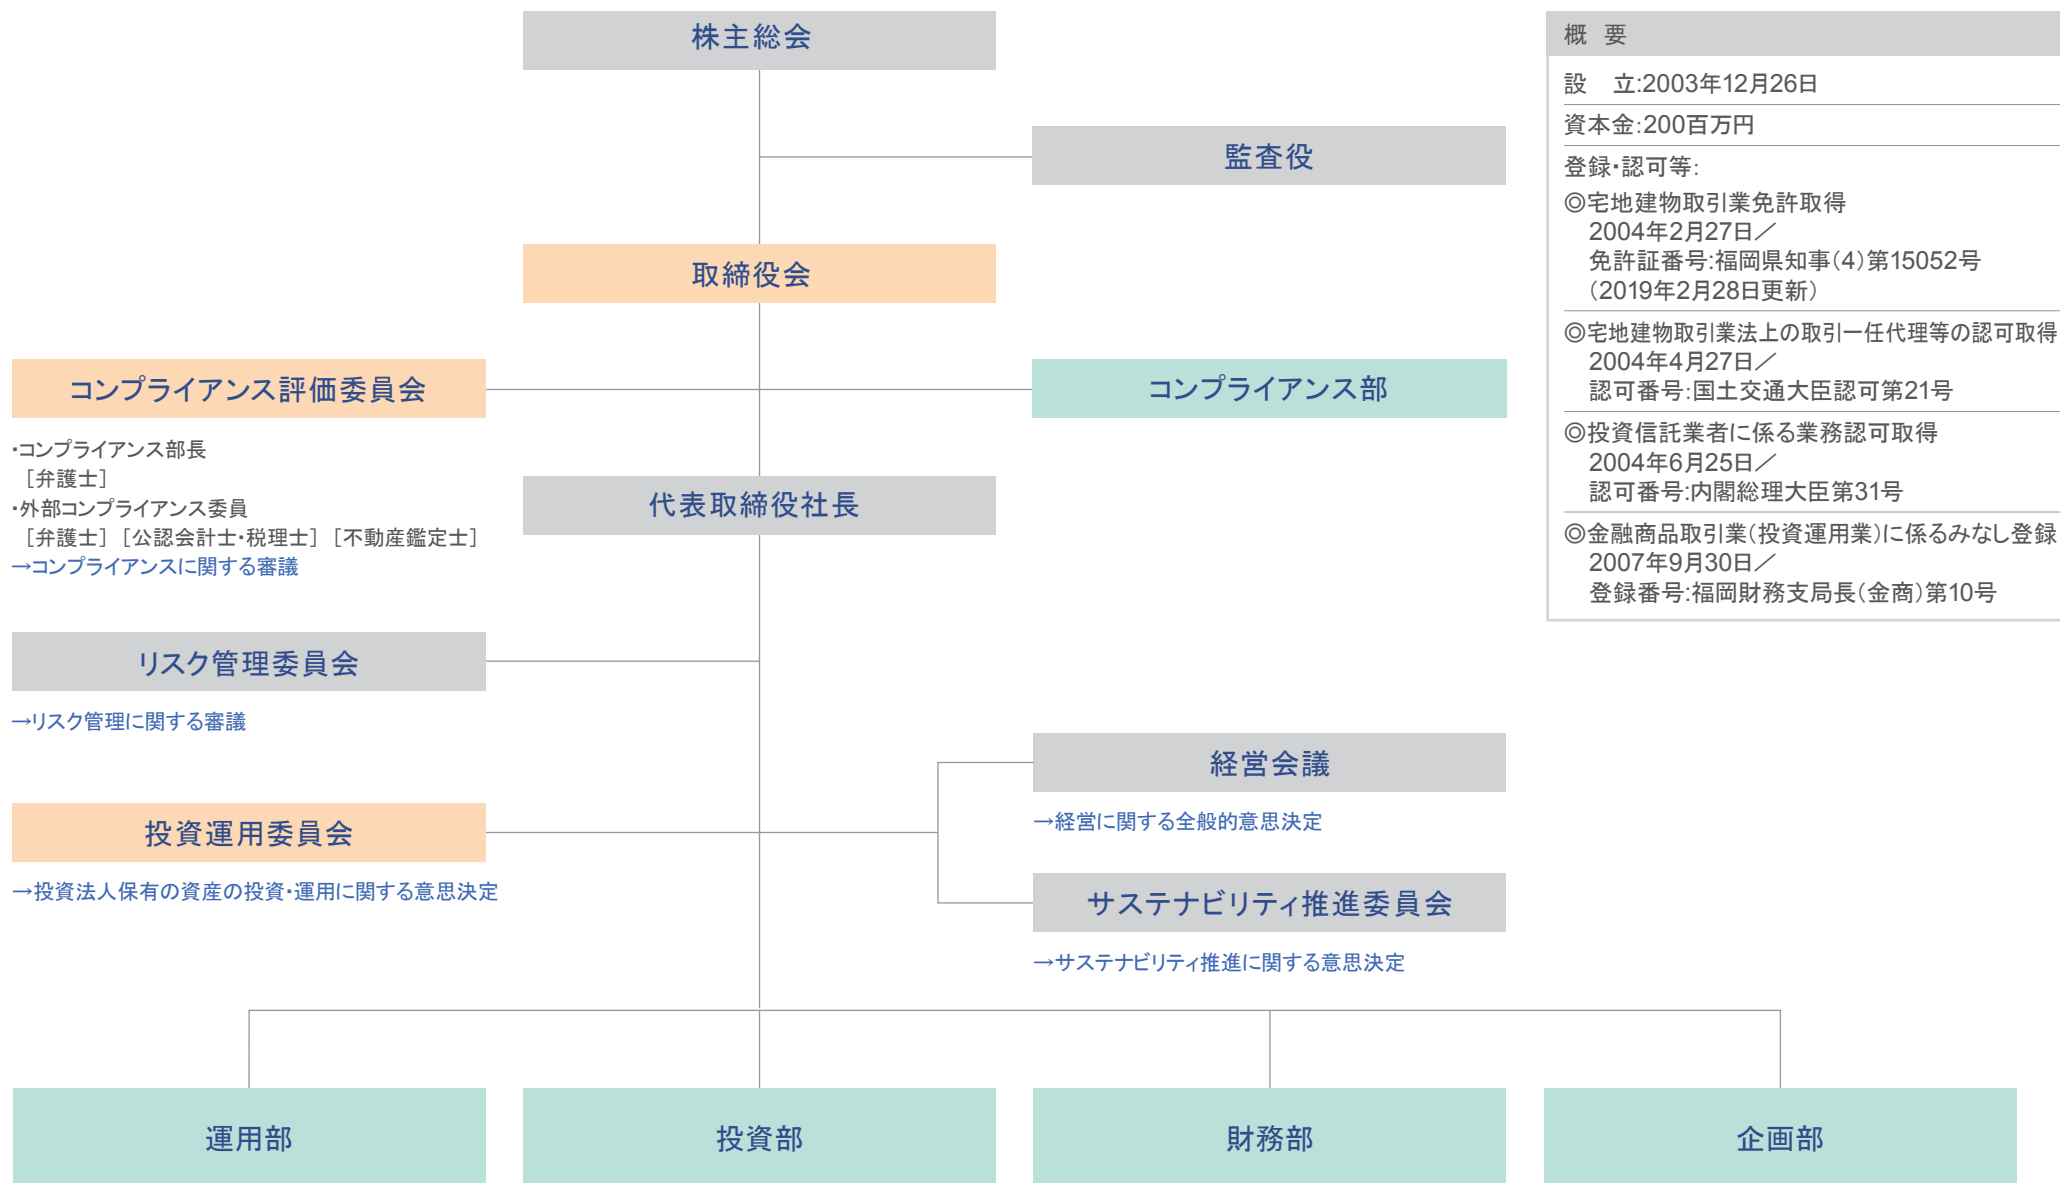 株主総会
監査役
取締役会
コンプライアンス評価委員会
コンプライアンス部
・コンプライアンス部長
［弁護士］
・外部コンプライアンス委員
［弁護士］［公認会計士・税理士］［不動産鑑定士］
→コンプライアンスに関する審議
代表取締役社長
リスク管理委員会
→リスク管理に関する審議
経営会議
→経営に関する全般的意思決定
投資運用委員会
→投資法人保有の資産の投資・運用に関する意思決定
サステナビリティ推進委員会
→サステナビリティ推進に関する意思決定
運用部
投資部
財務部
企画部
概 要
設　立:2003年12月26日
資本金:200百万円
登録・認可等:
◎宅地建物取引業免許取得
2004年2月27日／
免許証番号:福岡県知事（4）第15052号
（2019年2月28日更新）
◎宅地建物取引業法上の取引一任代理等の認可取得
2004年4月27日／
認可番号:国土交通大臣認可第21号
◎投資信託業者に係る業務認可取得
2004年6月25日／
認可番号:内閣総理大臣第31号
◎金融商品取引業（投資運用業）に係るみなし登録
2007年9月30日／
登録番号:福岡財務支局長（金商）第10号